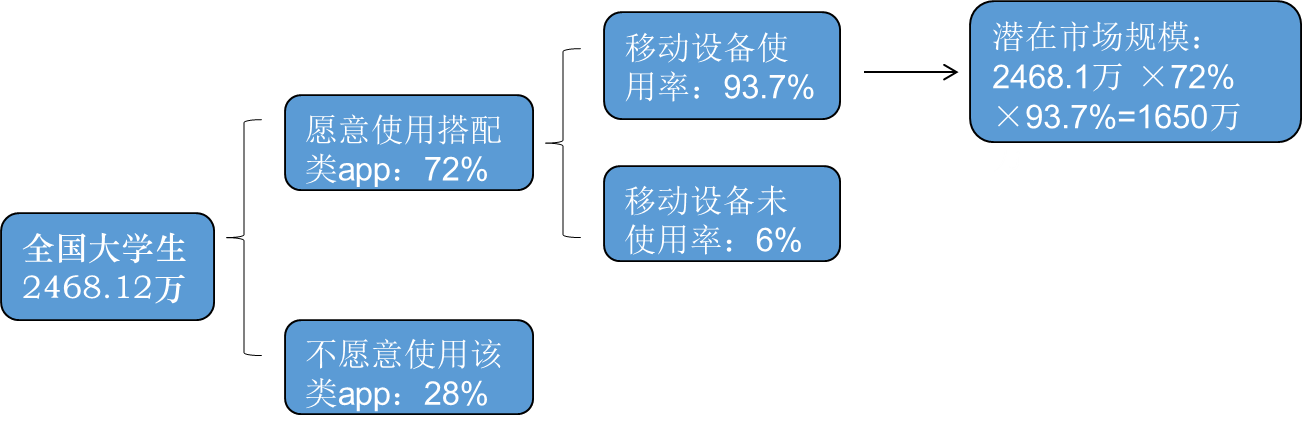 全国大学生
2468.12万
愿意使用搭配
类app：72%
不愿意使用该
类app：28%
移动设备使
用率：93.7%
移动设备未
使用率：6%
潜在市场规模：
2468.1万 ×72%
×93.7%=1650万